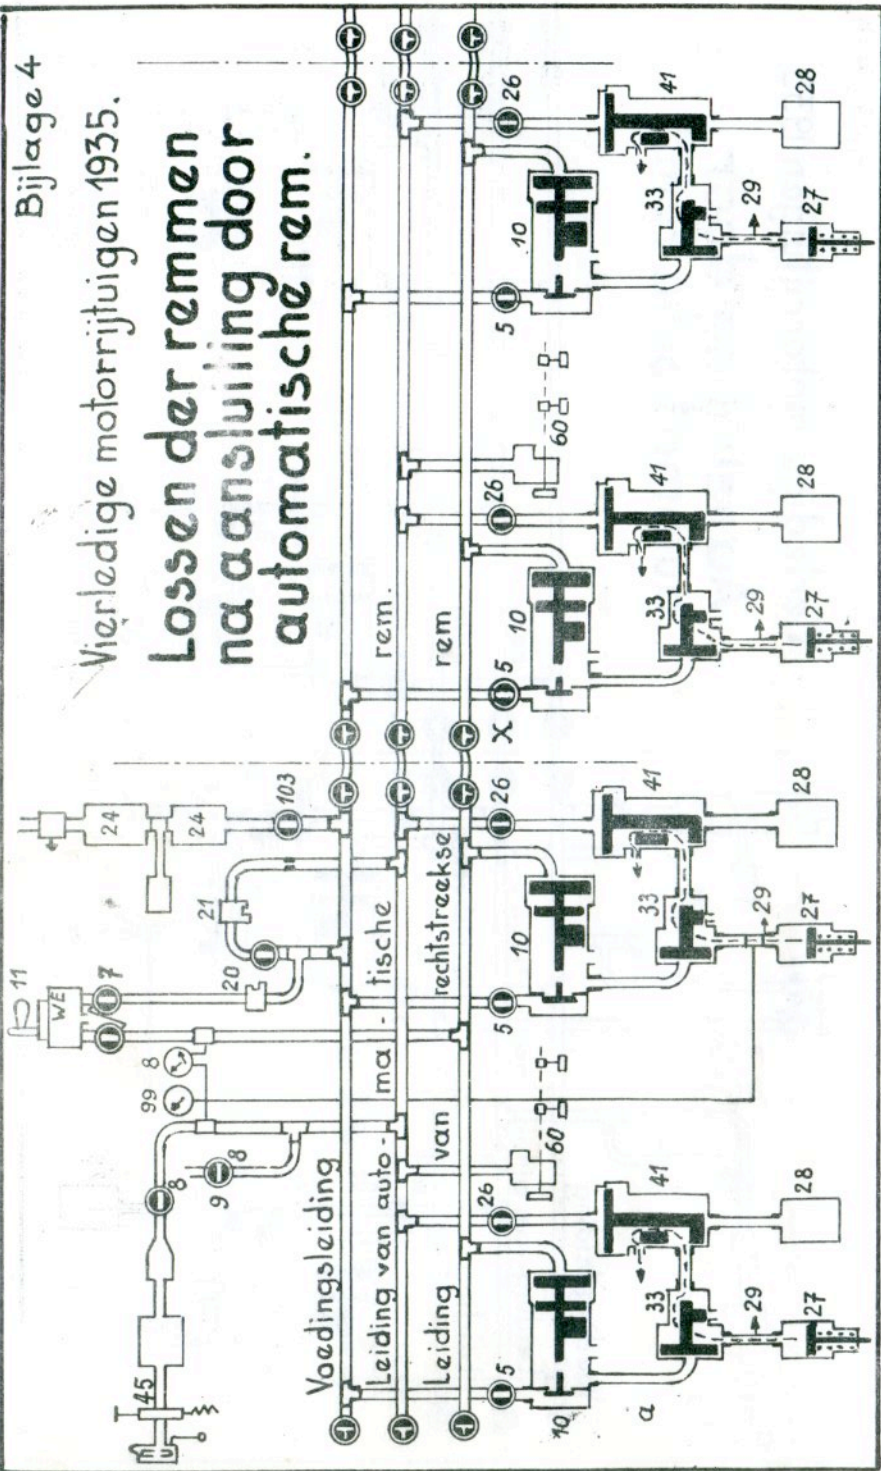 Bijlage 4
Vierledige motorrijtuigen 1935.
Lossen der remmen
na aansluiting door
automatische rem.
45
8
9
8
99
8
11
WE
7
20
21
24
24
103
Voedingsleiding
Leiding van auto-
ma - tische
rem.
Leiding
van
rechtstreekse
rem
5
26
5
26
X
5
26
5
26
10
60
10
10
60
10
a
33
41
33
41
33
41
33
41
29
29
29
29
27
28
27
28
27
28
27
28